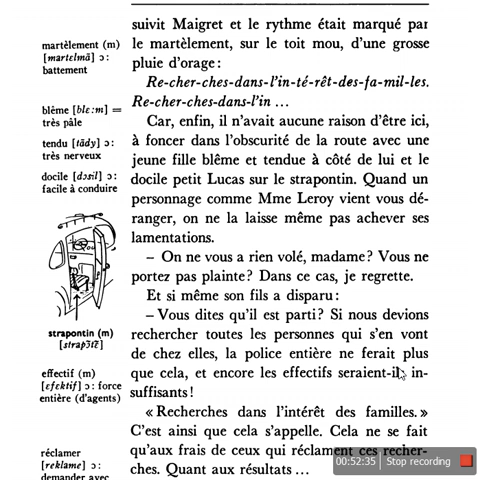 suivit Maigret et le rythme était marqué par
le martèlement, sur le toit mou, d'une grosse
pluie d'orage :
Re-cher-ches-dans-l'in-té-rêt-des-fa-mil-les.
Re-cher-ches-dans-l'in ...
Car, enfin, il n'avait aucune raison d'être ici,
à foncer dans l'obscurité de la route avec une
jeune fille blême et tendue à côté de lui et le
docile petit Lucas sur le strapontin. Quand un
personnage comme Mme Leroy vient vous dé-
ranger, on ne la laisse même pas achever ses
lamentations.
– On ne vous a rien volé, madame? Vous ne
portez pas plainte? Dans ce cas, je regrette.
Et si même son fils a disparu :
– Vous dites qu'il est parti? Si nous devions
rechercher toutes les personnes qui s'en vont
de chez elles, la police entière ne ferait plus
que cela, et encore les effectifs seraient-ils in-
suffisants!
« Recherches dans l'intérêt des familles. »
C'est ainsi que cela s'appelle. Cela ne se fait
qu'aux frais de ceux qui réclament ces recher-
ches. Quant aux résultats ...
martèlement (m)
[martɛlmɑ̃] ɔ:
battement
blême [blɛ:m] =
très pâle
tendu [tɑ̃dy] ɔ:
très nerveux
docile [dɔsil] ɔ:
facile à conduire
strapontin (m)
[strapɔ̃tɛ̃]
effectif (m)
[efɛktif] ɔ: force
entière (d'agents)
réclamer
[reklame] ɔ:
demander avec
00:52:35 Stop recording